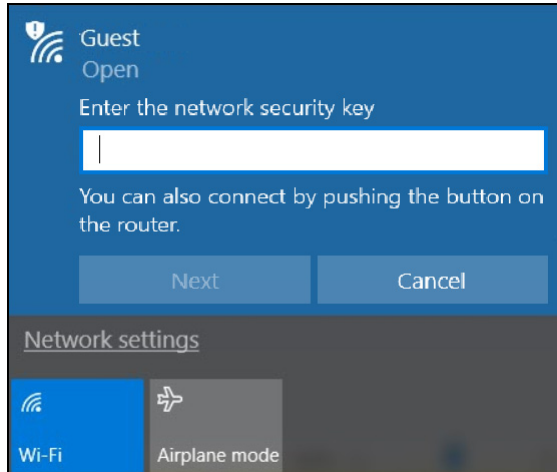 Guest
Open
Enter the network security key
You can also connect by pushing the button on
the router.
Next
Cancel
Network settings
Wi-Fi
Airplane mode